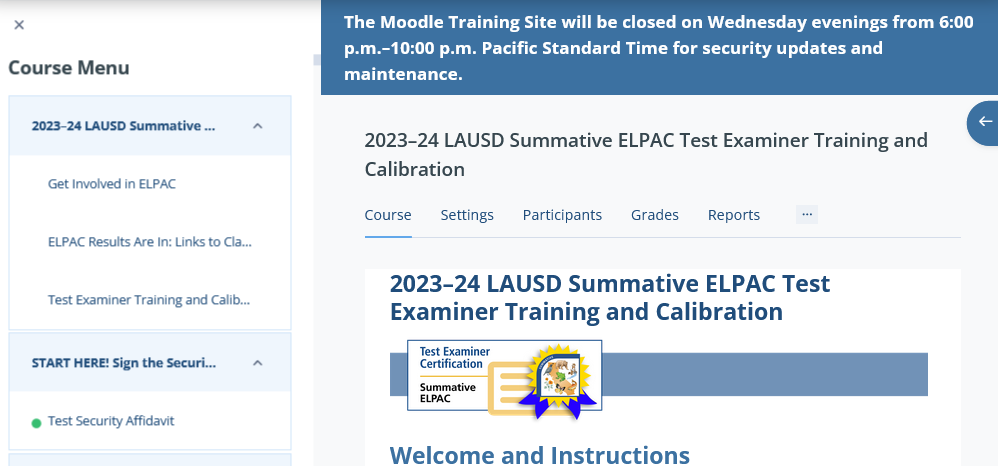 Course Menu
2023–24 LAUSD Summative ...
Get Involved in ELPAC
ELPAC Results Are In: Links to Cla...
Test Examiner Training and Calib...
START HERE! Sign the Securi...
Test Security Affidavit
The Moodle Training Site will be closed on Wednesday evenings from 6:00
p.m.–10:00 p.m. Pacific Standard Time for security updates and
maintenance.
2023–24 LAUSD Summative ELPAC Test Examiner Training and
Calibration
Course Settings Participants Grades Reports ...
2023–24 LAUSD Summative ELPAC Test
Examiner Training and Calibration
Test Examiner
Certification
Summative
ELPAC
Welcome and Instructions